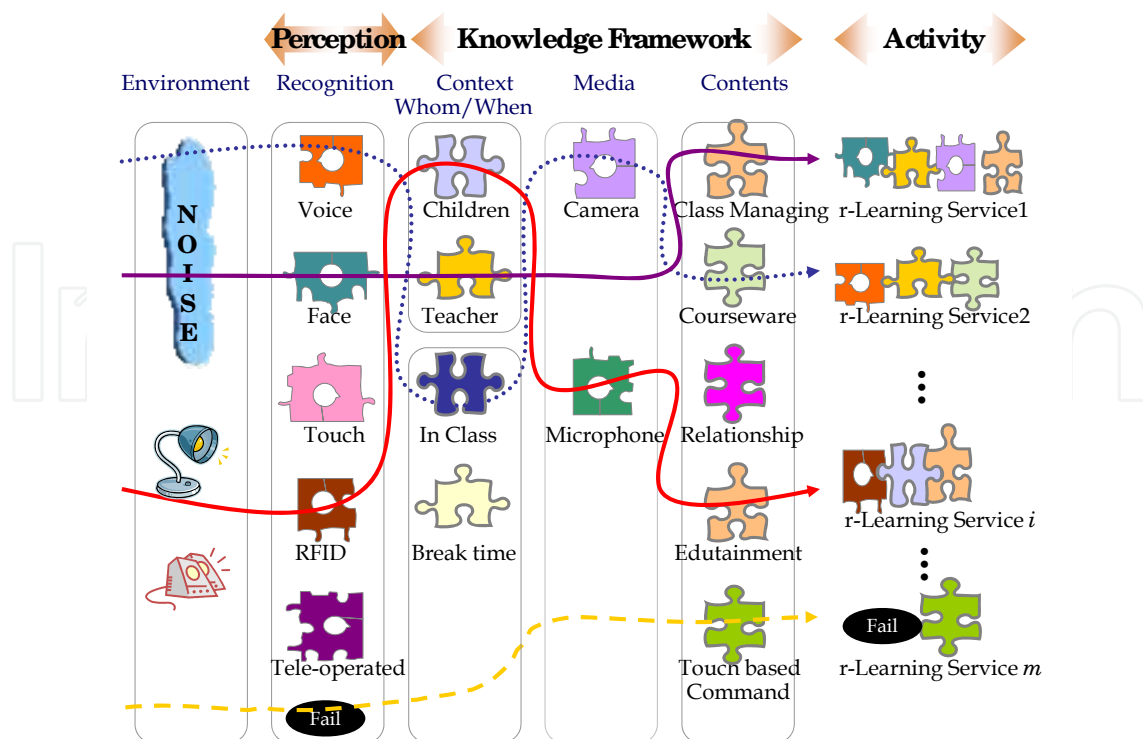 Perception Knowledge Framework Activity
Environment Recognition Context Media Contents
Whom/When
NOISE
Voice Children Camera Class Managing r-Learning Service1
Face Teacher Courseware r-Learning Service2
Touch In Class Microphone Relationship
r-Learning Service i
RFID Break time Edutainment
Fail
Tele-operated Touch based r-Learning Service m
Command
Fail